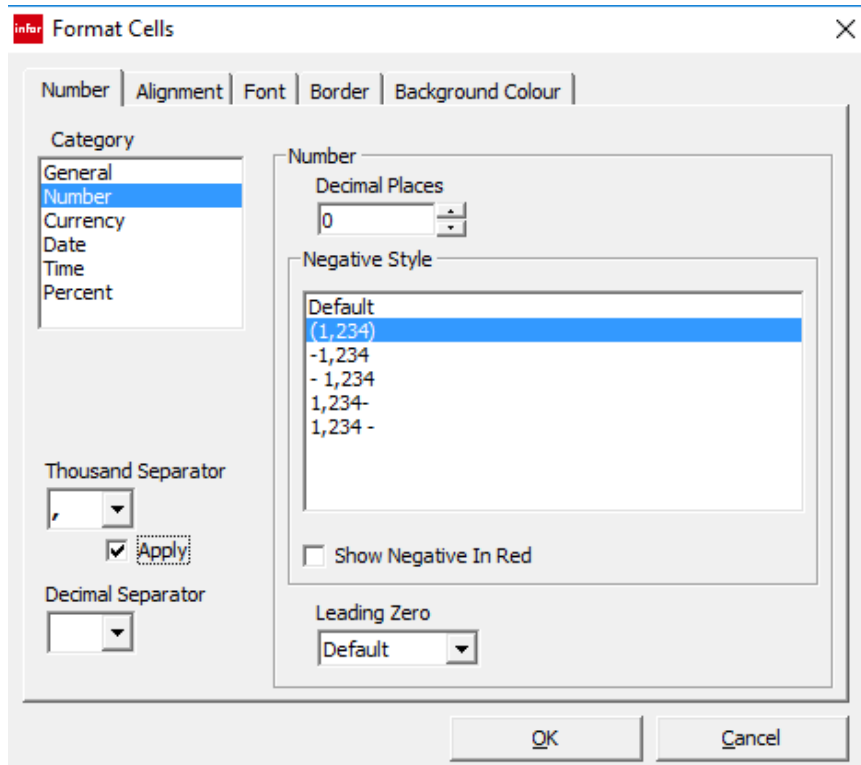 infor Format Cells
Number Alignment Font Border Background Colour
Category
General
Number
Currency
Date
Time
Percent
Thousand Separator
,
Apply
Decimal Separator
Number
Decimal Places
0
Negative Style
Default
(1,234)
-1,234
- 1,234
1,234-
1,234 -
Show Negative In Red
Leading Zero
Default
OK Cancel